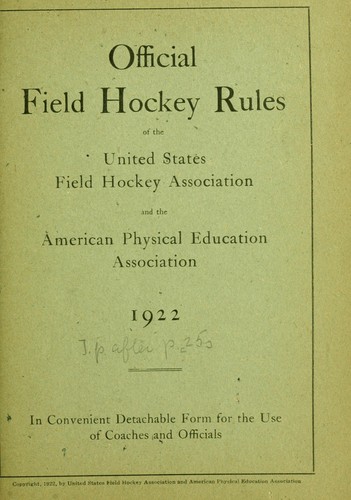 Official
Field Hockey Rules
of the
United States
Field Hockey Association
and the
American Physical Education
Association
1922
T.p. after p. 250
In Convenient Detachable Form for the Use
of Coaches and Officials
Copyright, 1922, by United States Field Hockey Association and American Physical Education Association